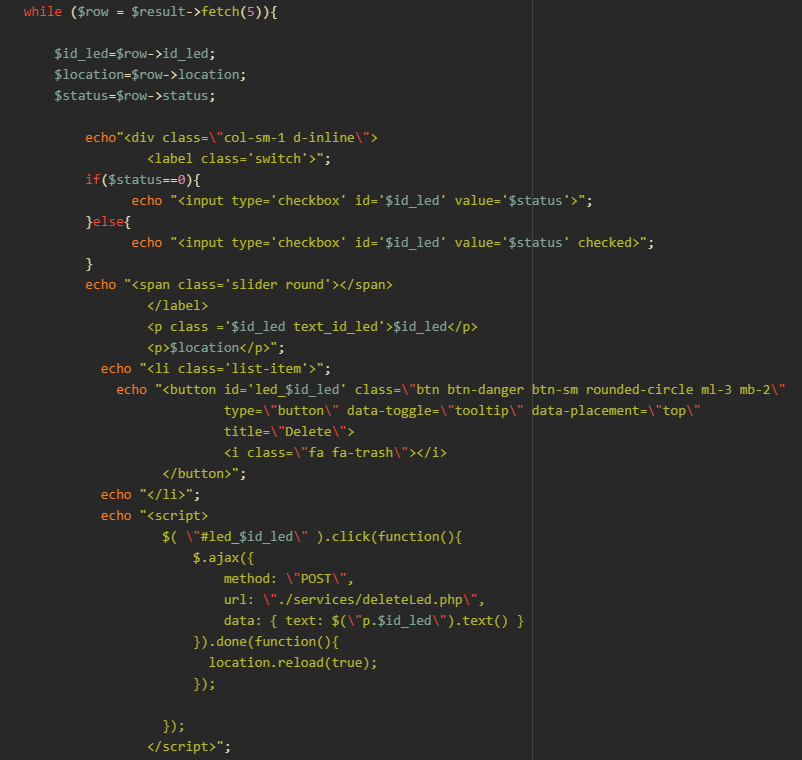 while ($row = $result->fetch(5)){
$id_led=$row->id_led;
$location=$row->location;
$status=$row->status;
echo"<div class=\"col-sm-1 d-inline\">
<label class='switch'>";
if($status==0){
echo "<input type='checkbox' id='$id_led' value='$status'>";
}else{
echo "<input type='checkbox' id='$id_led' value='$status' checked>";
}
echo "<span class='slider round'></span>
</label>
<p class ='$id_led text_id_led'>$id_led</p>
<p>$location</p>";
echo "<li class='list-item'>";
echo "<button id='led_$id_led' class=\"btn btn-danger btn-sm rounded-circle ml-3 mb-2\"
type=\"button\" data-toggle=\"tooltip\" data-placement=\"top\"
title=\"Delete\">
<i class=\"fa fa-trash\"></i>
</button>";
echo "</li>";
echo "<script>
$( \"#led_$id_led\" ).click(function(){
$.ajax({
method: \"POST\",
url: \"./services/deleteLed.php\",
data: { text: $(\"p.$id_led\").text() }
}).done(function(){
location.reload(true);
});
});
</script>";